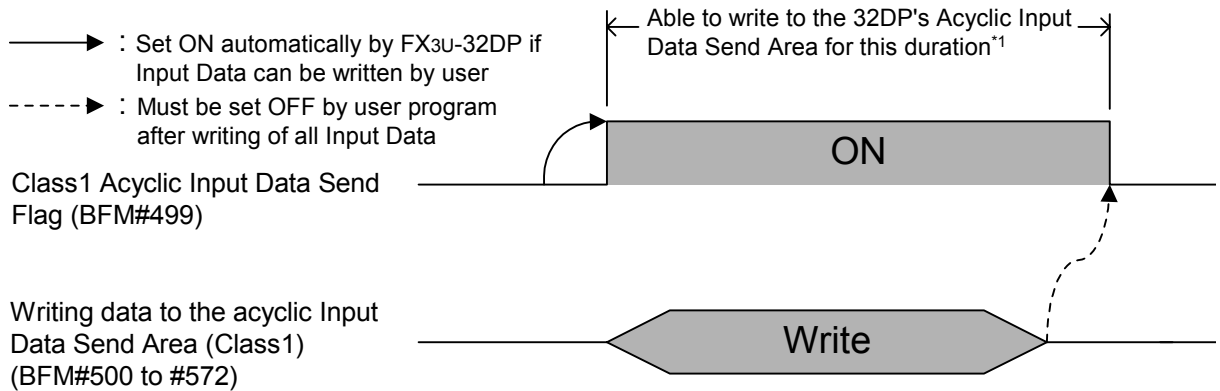 Able to write to the 32DP's Acyclic Input
Data Send Area for this duration*1
: Set ON automatically by FX3U-32DP if
Input Data can be written by user
: Must be set OFF by user program
after writing of all Input Data
ON
Class1 Acyclic Input Data Send
Flag (BFM#499)
Writing data to the acyclic Input
Data Send Area (Class1)
(BFM#500 to #572)
Write